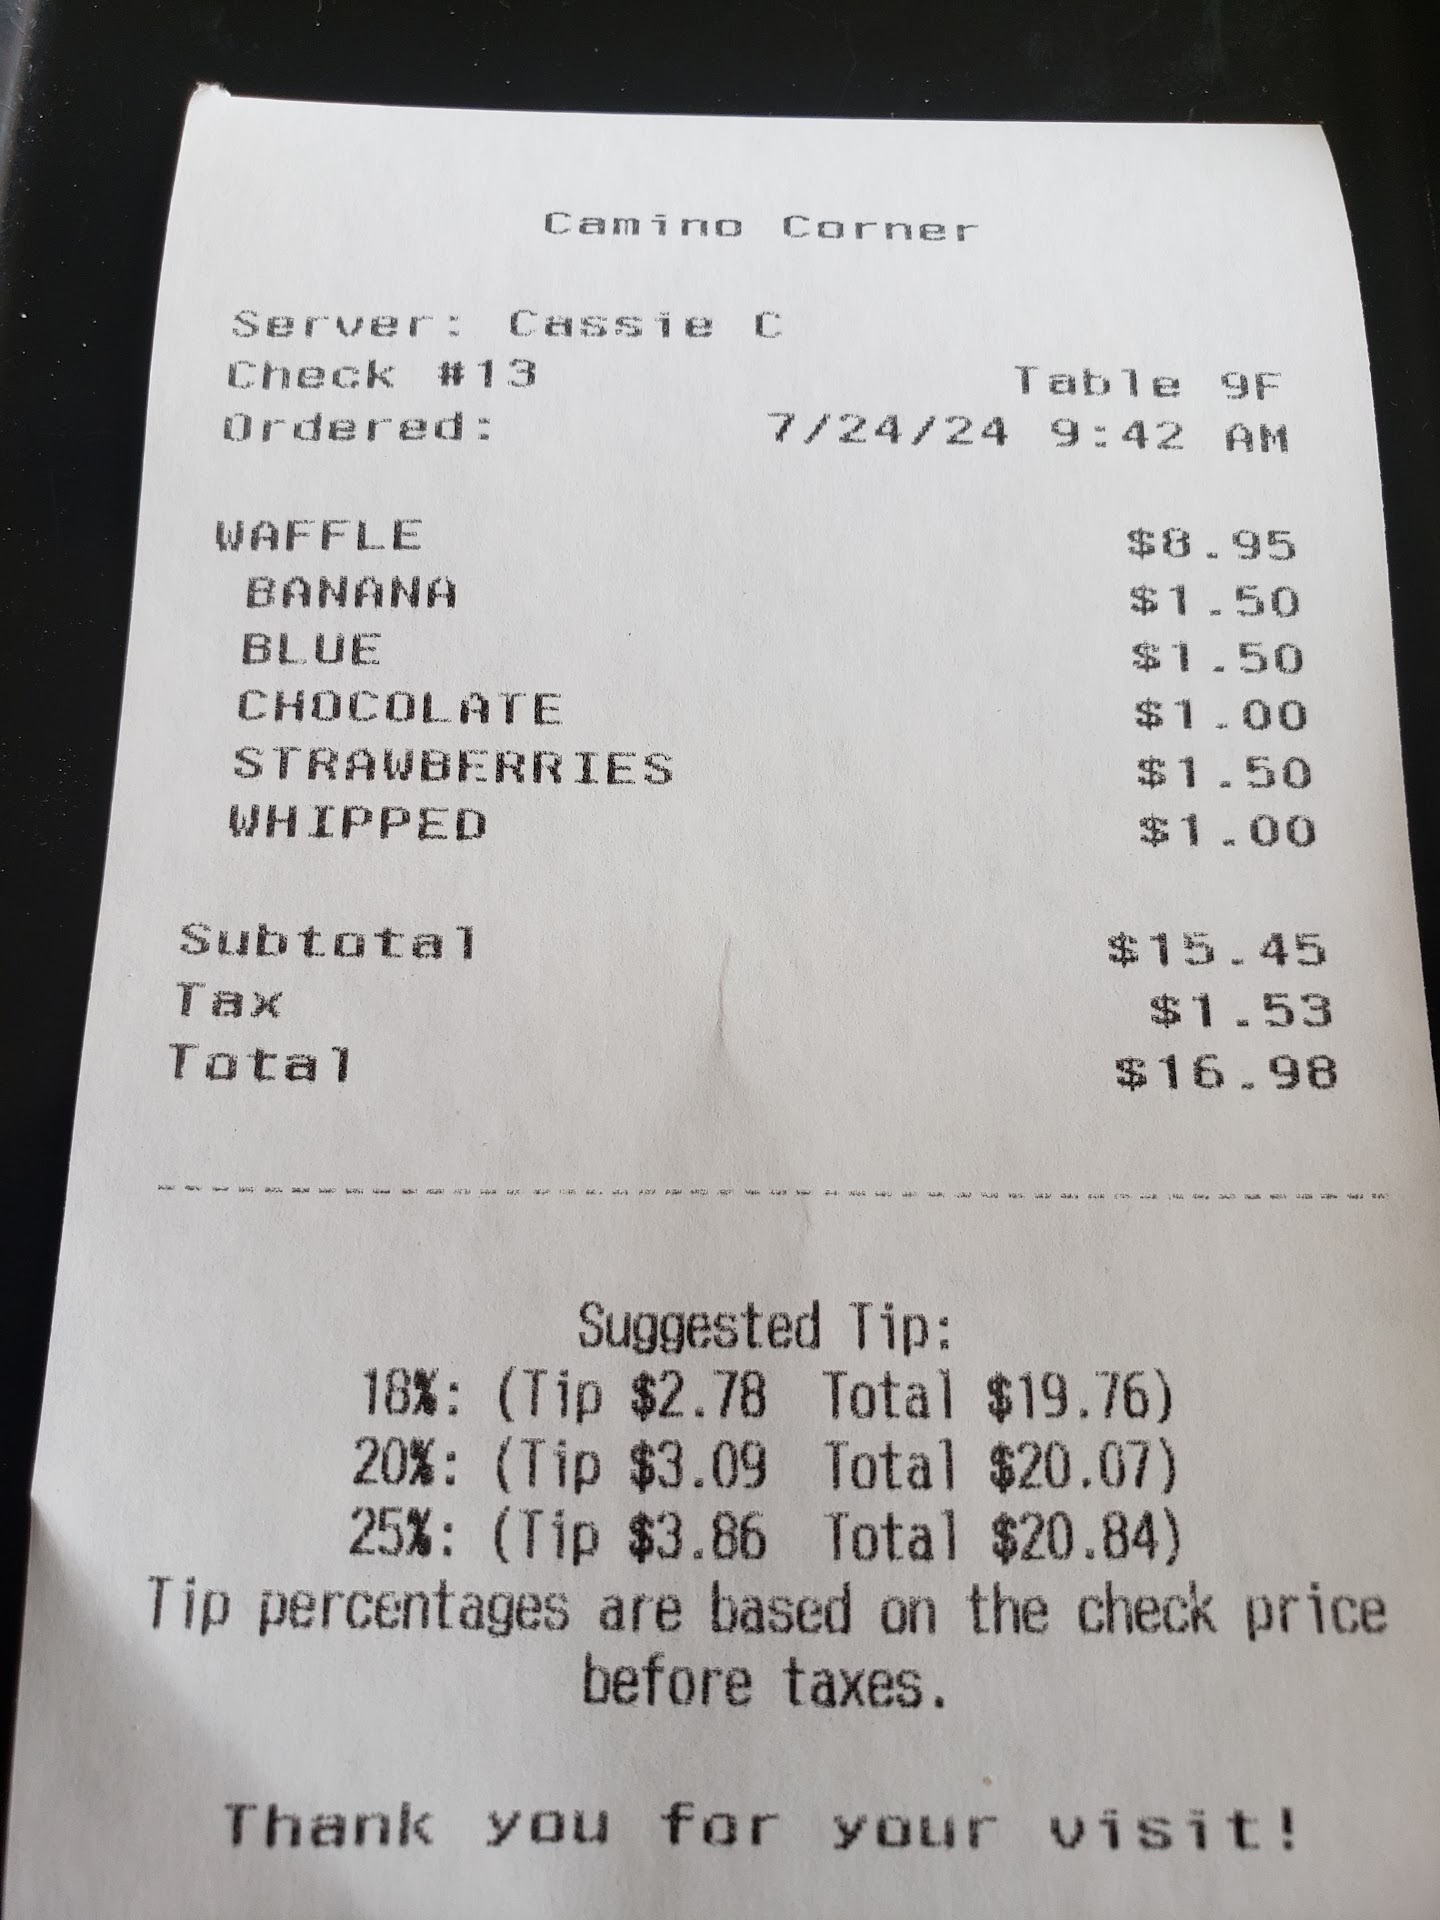 Camino Corner
Server: Cassie C
Check #13 Table 9F
Ordered: 7/24/24 9:42 AM
WAFFLE $8.95
BANANA $1.50
BLUE $1.50
CHOCOLATE $1.00
STRAWBERRIES $1.50
WHIPPED $1.00
Subtotal $15.45
Tax $1.53
Total $16.98
Suggested Tip:
18%: (Tip $2.78 Total $19.76)
20%: (Tip $3.09 Total $20.07)
25%: (Tip $3.86 Total $20.84)
Tip percentages are based on the check price
before taxes.
Thank you for your visit!